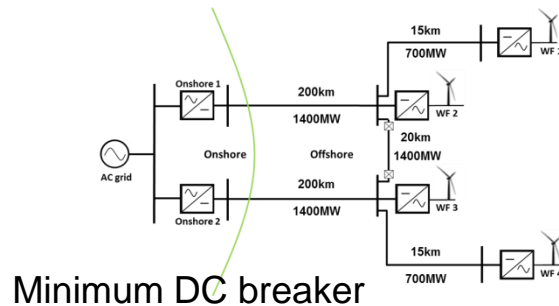 15km
700MW
WF 1
Onshore 1
200km
1400MW
WF 2
20km
1400MW
AC grid
Onshore
Offshore
200km
1400MW
WF 3
Onshore 2
15km
700MW
WF 4
Minimum DC breaker